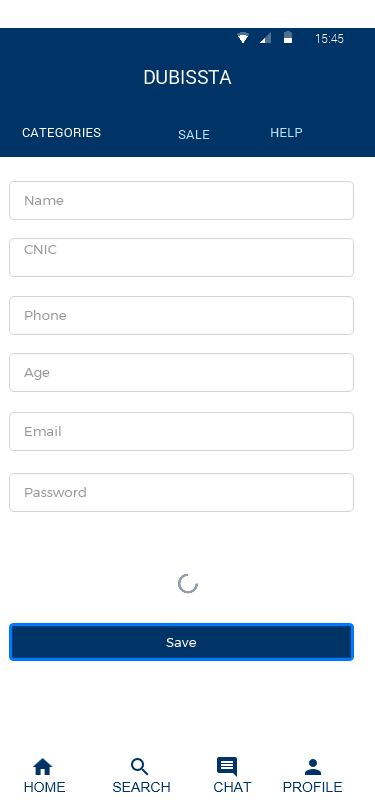 15:45
DUBISSTA
CATEGORIES SALE HELP
Name
CNIC
Phone
Age
Email
Password
Save
HOME SEARCH CHAT PROFILE